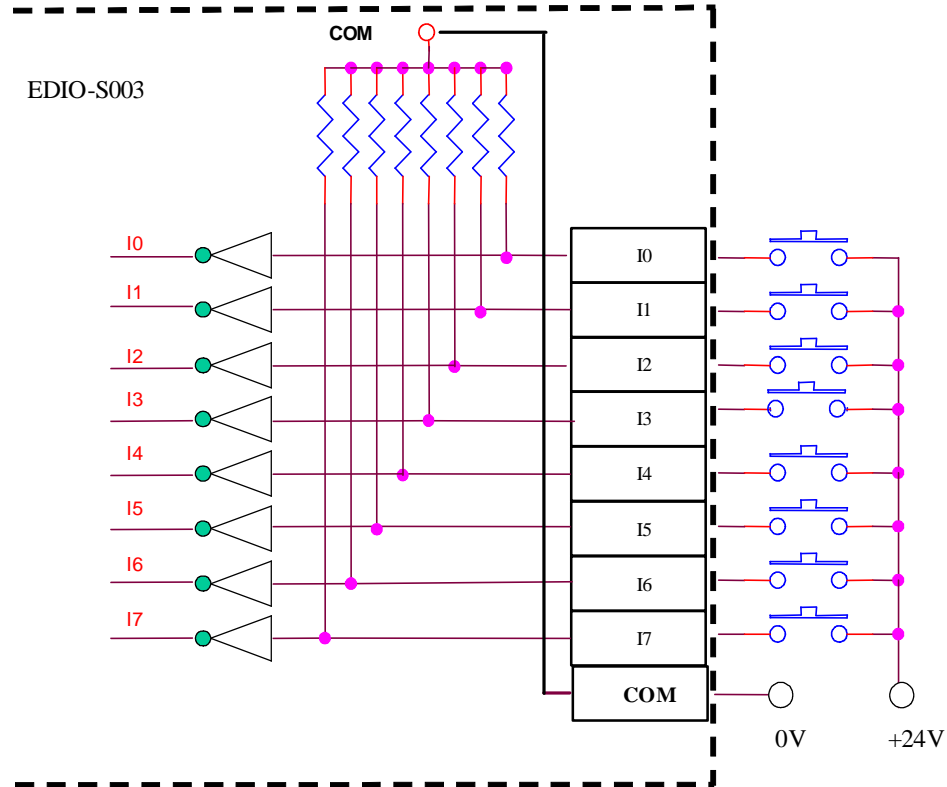 COM
EDIO-S003
I0 I0
I1 I1
I2 I2
I3 I3
I4 I4
I5 I5
I6 I6
I7 I7
COM
0V +24V